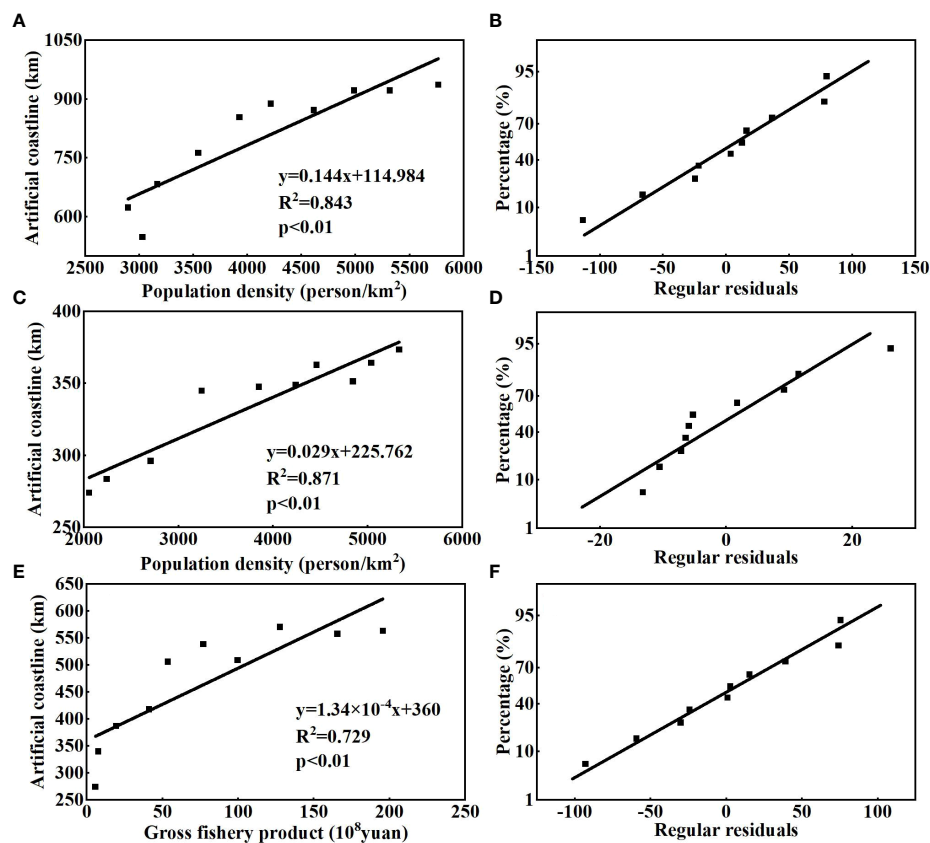 A
1050
900
750
600
Artificial coastline (km)
y=0.144x+114.984
R²=0.843
p<0.01
2500 3000 3500 4000 4500 5000 5500 6000
Population density (person/km²)
B
95
70
40
10
1
Percentage (%)
-150 -100 -50 0 50 100 150
Regular residuals
C
400
350
300
250
Artificial coastline (km)
y=0.029x+225.762
R²=0.871
p<0.01
2000 3000 4000 5000 6000
Population density (person/km²)
D
95
70
40
10
1
Percentage (%)
-20 0 20
Regular residuals
E
650
600
550
500
450
400
350
300
250
Artificial coastline (km)
y=1.34×10⁻⁴x+360
R²=0.729
p<0.01
0 50 100 150 200 250
Gross fishery product (10⁸yuan)
F
95
70
40
10
1
Percentage (%)
-100 -50 0 50 100
Regular residuals